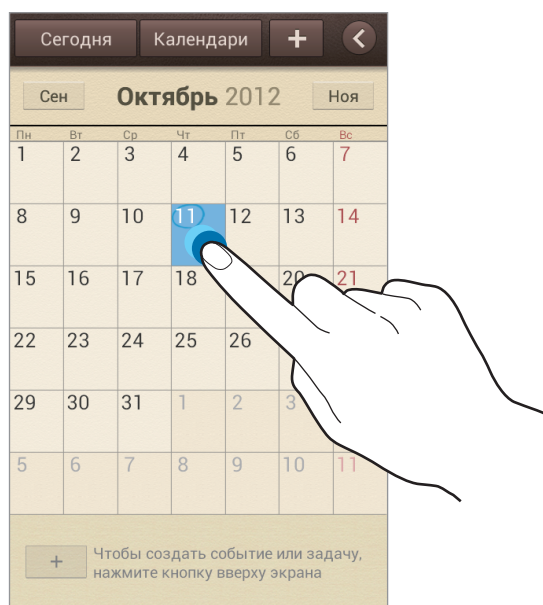 Сегодня Календари +
Сен Октябрь 2012 Ноя
Пн Вт Ср Чт Пт Сб Вс
1 2 3 4 5 6 7
8 9 10 11 12 13 14
15 16 17 18 20 21
22 23 24 25 26
29 30 31 1 2 3
5 6 7 8 9 10 11
+ Чтобы создать событие или задачу,
нажмите кнопку вверху экрана